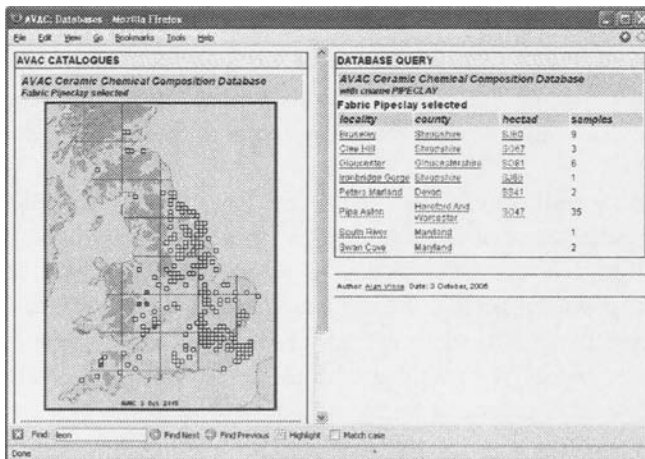 AVAC: Databases - Mozilla Firefox
File Edit View Go Bookmarks Tools Help
AVAC CATALOGUES
AVAC Ceramic Chemical Composition Database
Fabric Pipeclay selected
AVAC 3 Oct
DATABASE QUERY
AVAC Ceramic Chemical Composition Database
with cname PIPECLAY
Fabric Pipeclay selected
locality county hectad samples
Shropshire 9
Clee Hill Shropshire SO67 3
Gloucester Gloucestershire SO81 6
Ironbridge Gorge Shropshire SJ60 1
Peters Marland Devon SS41 2
Pipe Aston Hereford And Worcester SO47 35
South River Maryland 1
Swan Cove Maryland 2
Author: Alan Vince Date: 3 October, 2005
Find: leon Find Next Find Previous Highlight Match case
Done